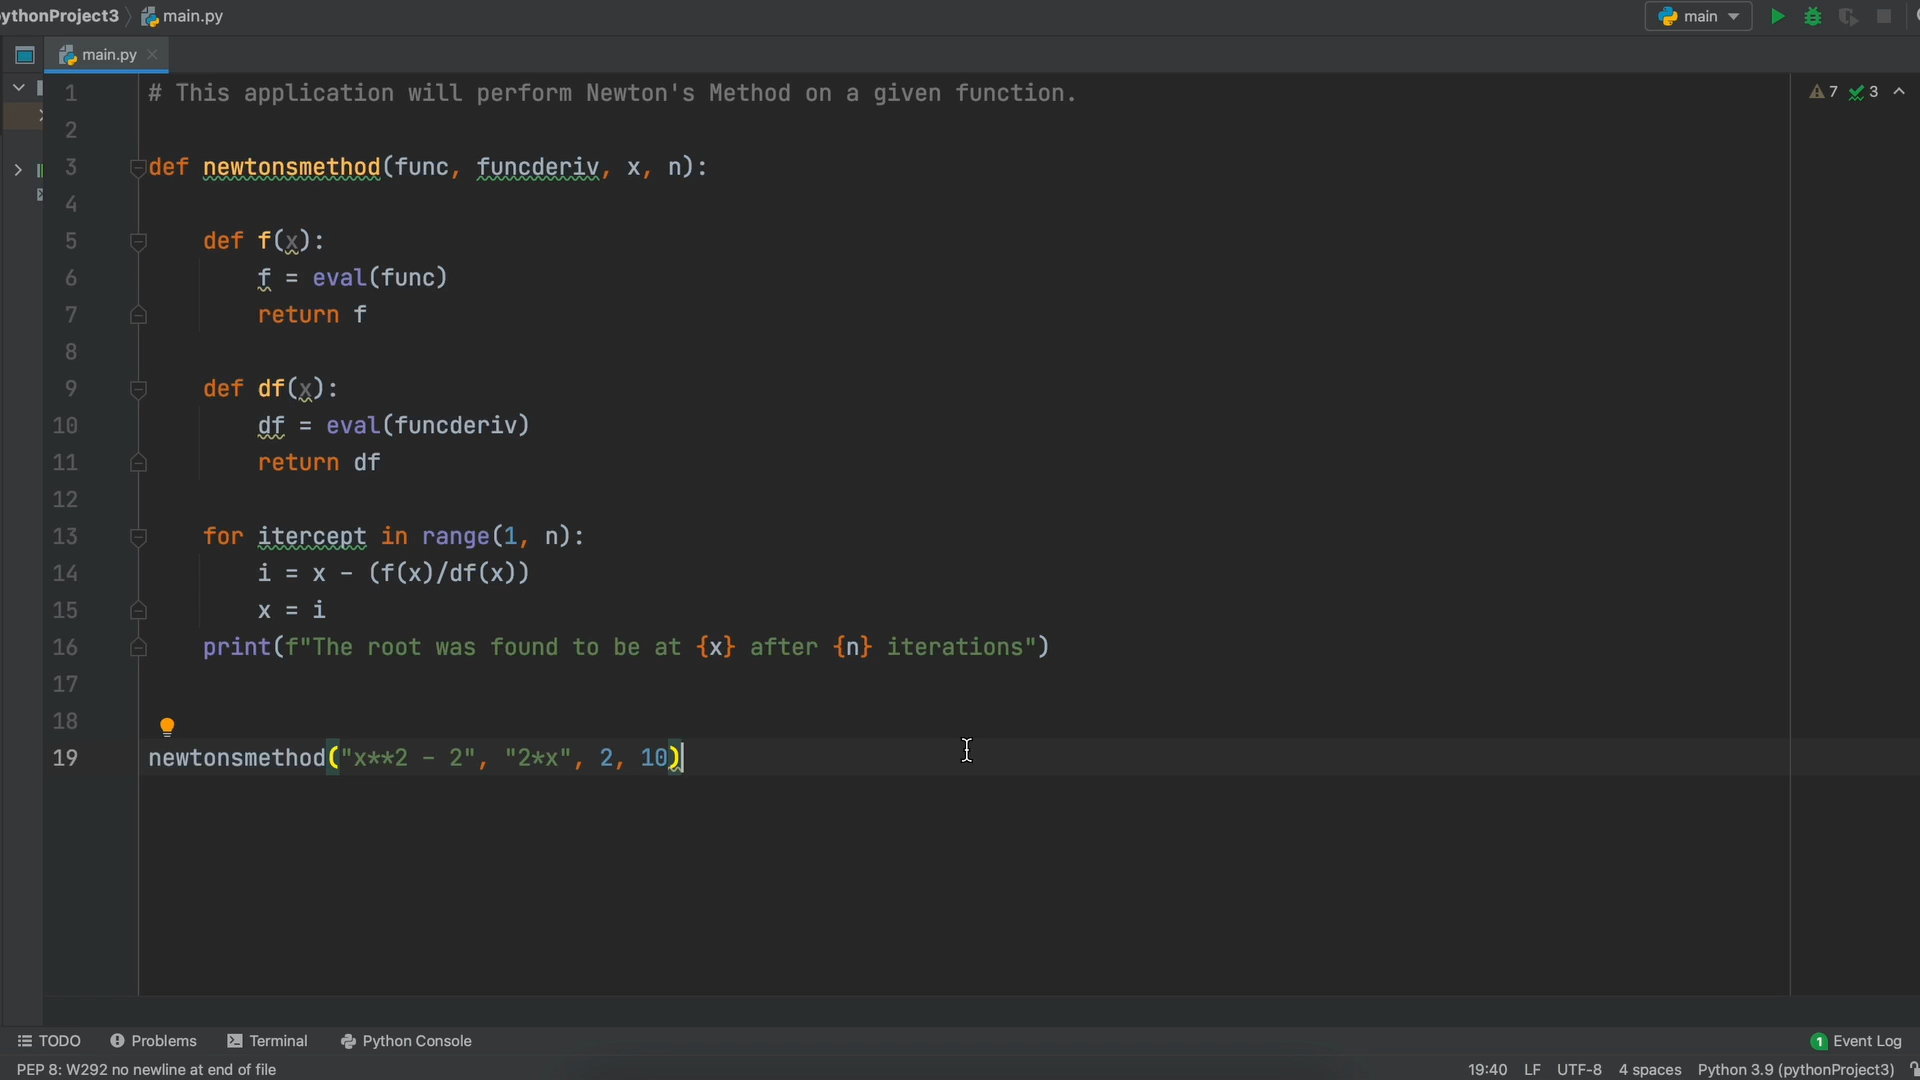 ythonProject3 main.py main
main.py
7 3
1 # This application will perform Newton's Method on a given function.
2
3 def newtonsmethod(func, funcderiv, x, n):
4
5 def f(x):
6 f = eval(func)
7 return f
8
9 def df(x):
10 df = eval(funcderiv)
11 return df
12
13 for itercept in range(1, n):
14 i = x - (f(x)/df(x))
15 x = i
16 print(f"The root was found to be at {x} after {n} iterations")
17
18
19 newtonsmethod("x**2 - 2", "2*x", 2, 10)
TODO Problems Terminal Python Console 1 Event Log
PEP 8: W292 no newline at end of file 19:40 LF UTF-8 4 spaces Python 3.9 (pythonProject3)